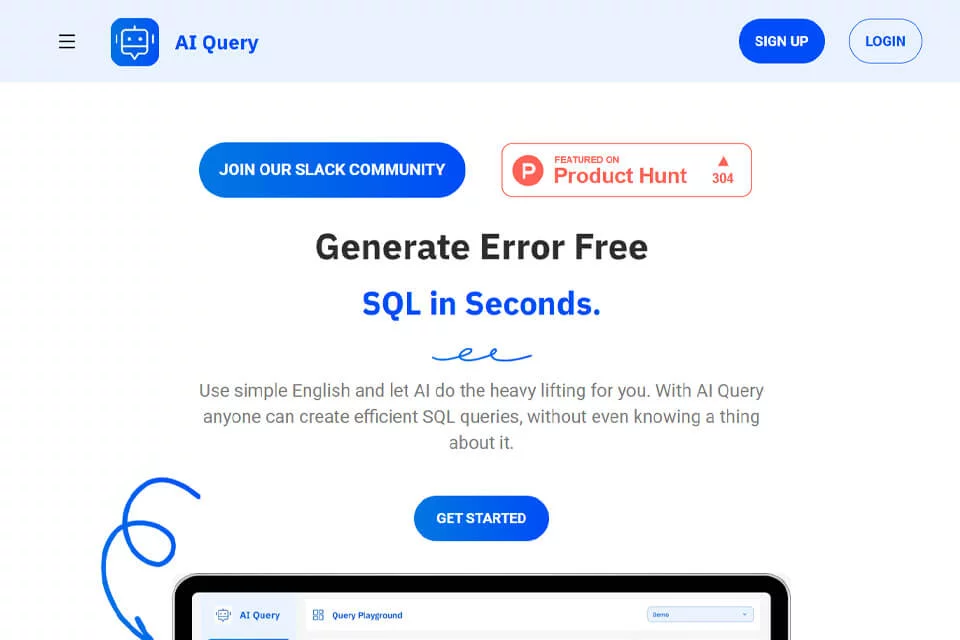 AI Query
SIGN UP
LOGIN
JOIN OUR SLACK COMMUNITY
FEATURED ON
Product Hunt
304
Generate Error Free
SQL in Seconds.
Use simple English and let AI do the heavy lifting for you. With AI Query
anyone can create efficient SQL queries, without even knowing a thing
about it.
GET STARTED
AI Query
Query Playground
Demo